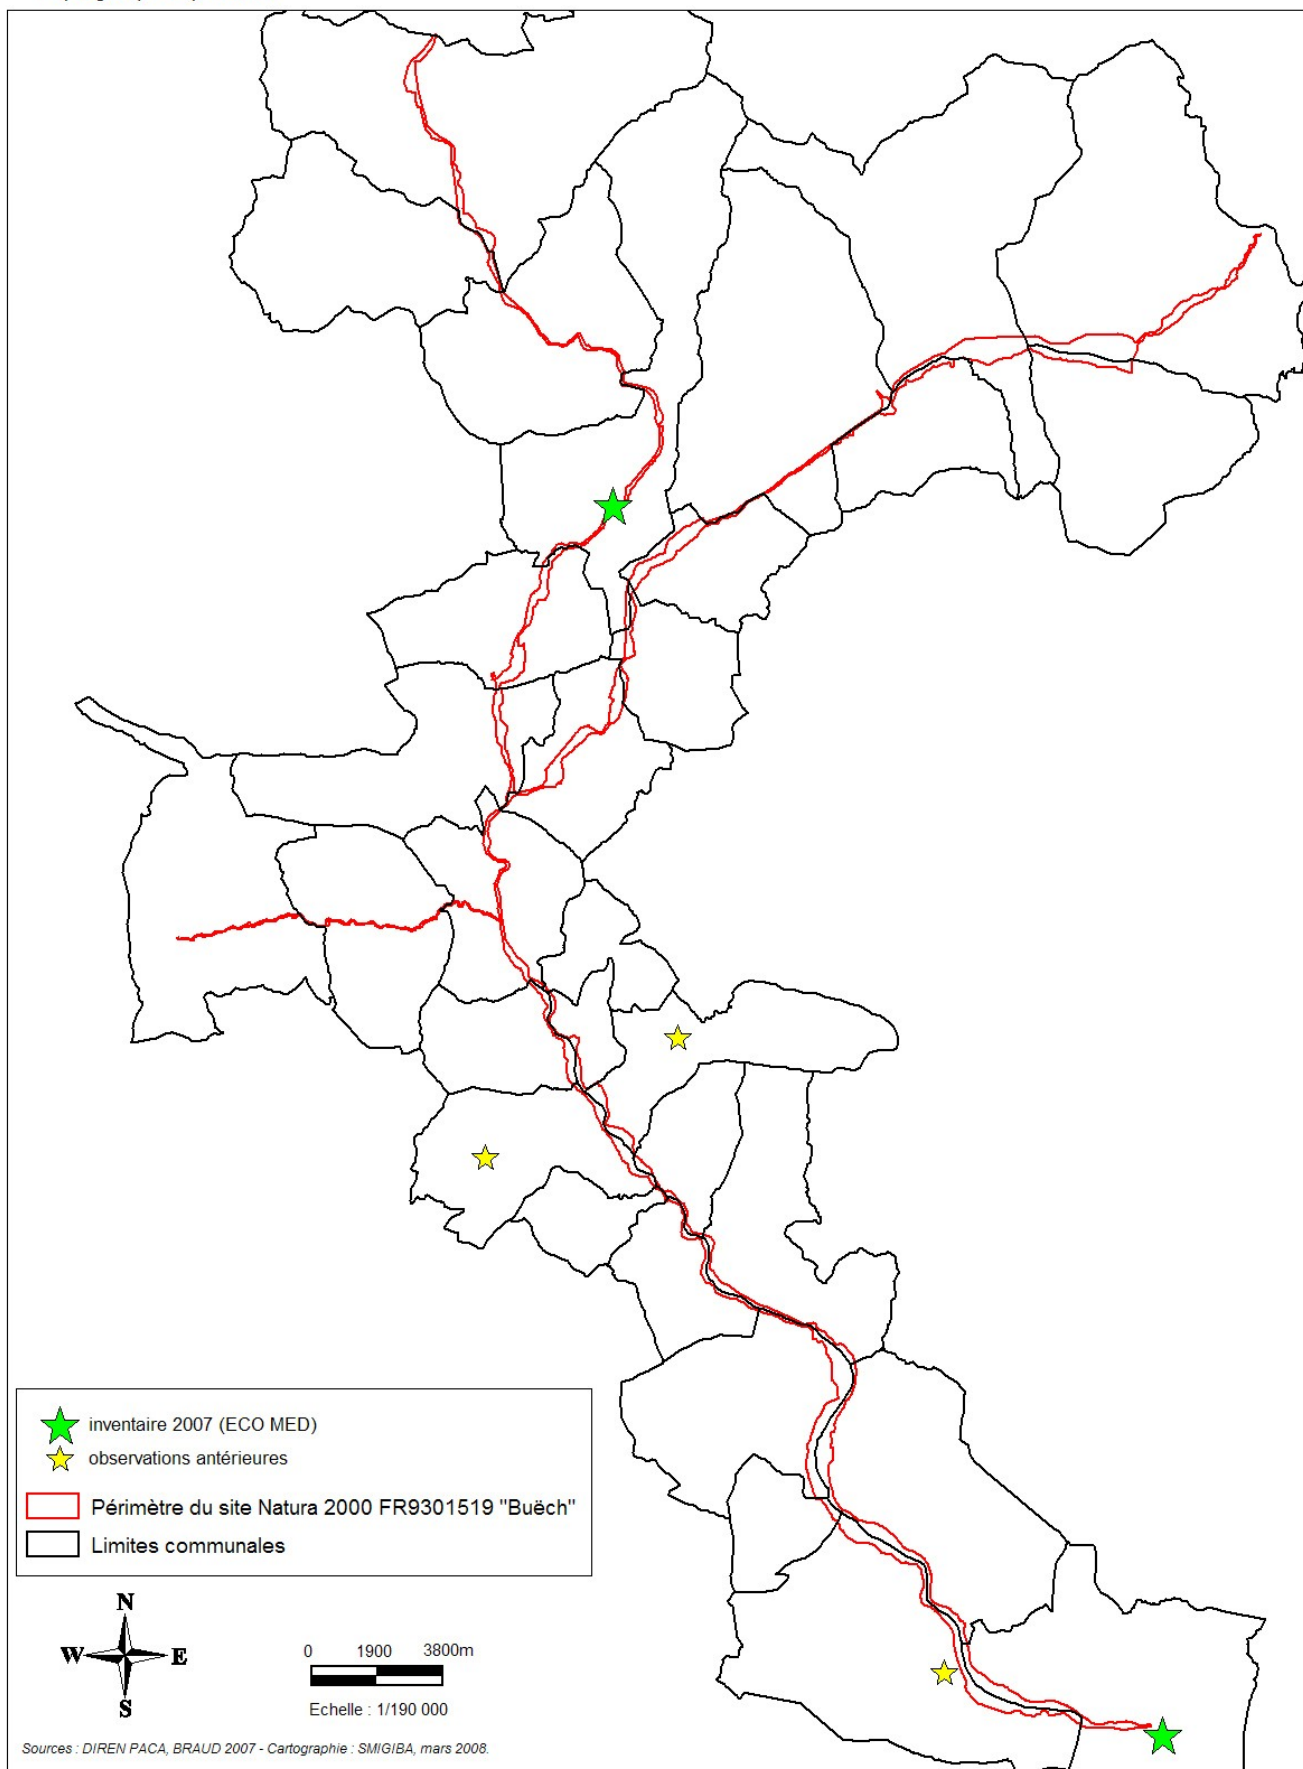 inventaire 2007 (ECO MED)
observations antérieures
Périmètre du site Natura 2000 FR9301519 "Buëch"
Limites communales
N
W E
S
0 1900 3800m
Echelle : 1/190 000
Sources : DIREN PACA, BRAUD 2007 - Cartographie : SMIGIBA, mars 2008.